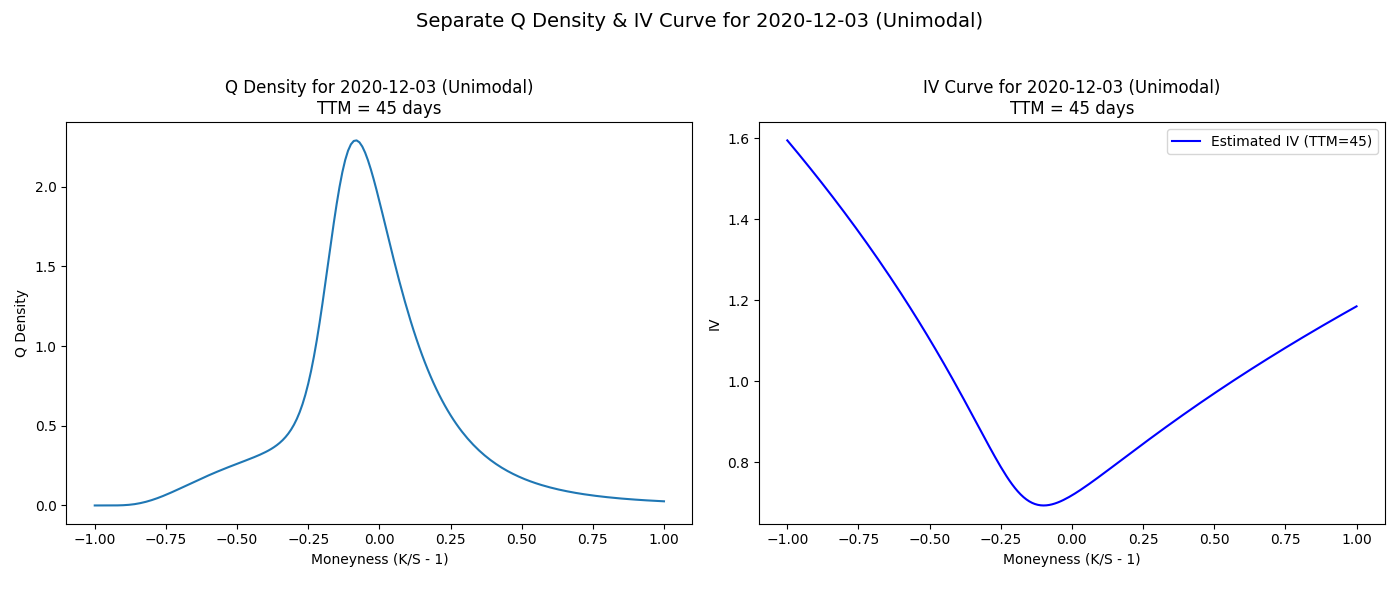 Separate Q Density & IV Curve for 2020-12-03 (Unimodal)
Q Density for 2020-12-03 (Unimodal)
TTM = 45 days
Q Density
2.0
1.5
1.0
0.5
0.0
−1.00 −0.75 −0.50 −0.25 0.00 0.25 0.50 0.75 1.00
Moneyness (K/S - 1)
IV Curve for 2020-12-03 (Unimodal)
TTM = 45 days
Estimated IV (TTM=45)
IV
1.6
1.4
1.2
1.0
0.8
−1.00 −0.75 −0.50 −0.25 0.00 0.25 0.50 0.75 1.00
Moneyness (K/S - 1)